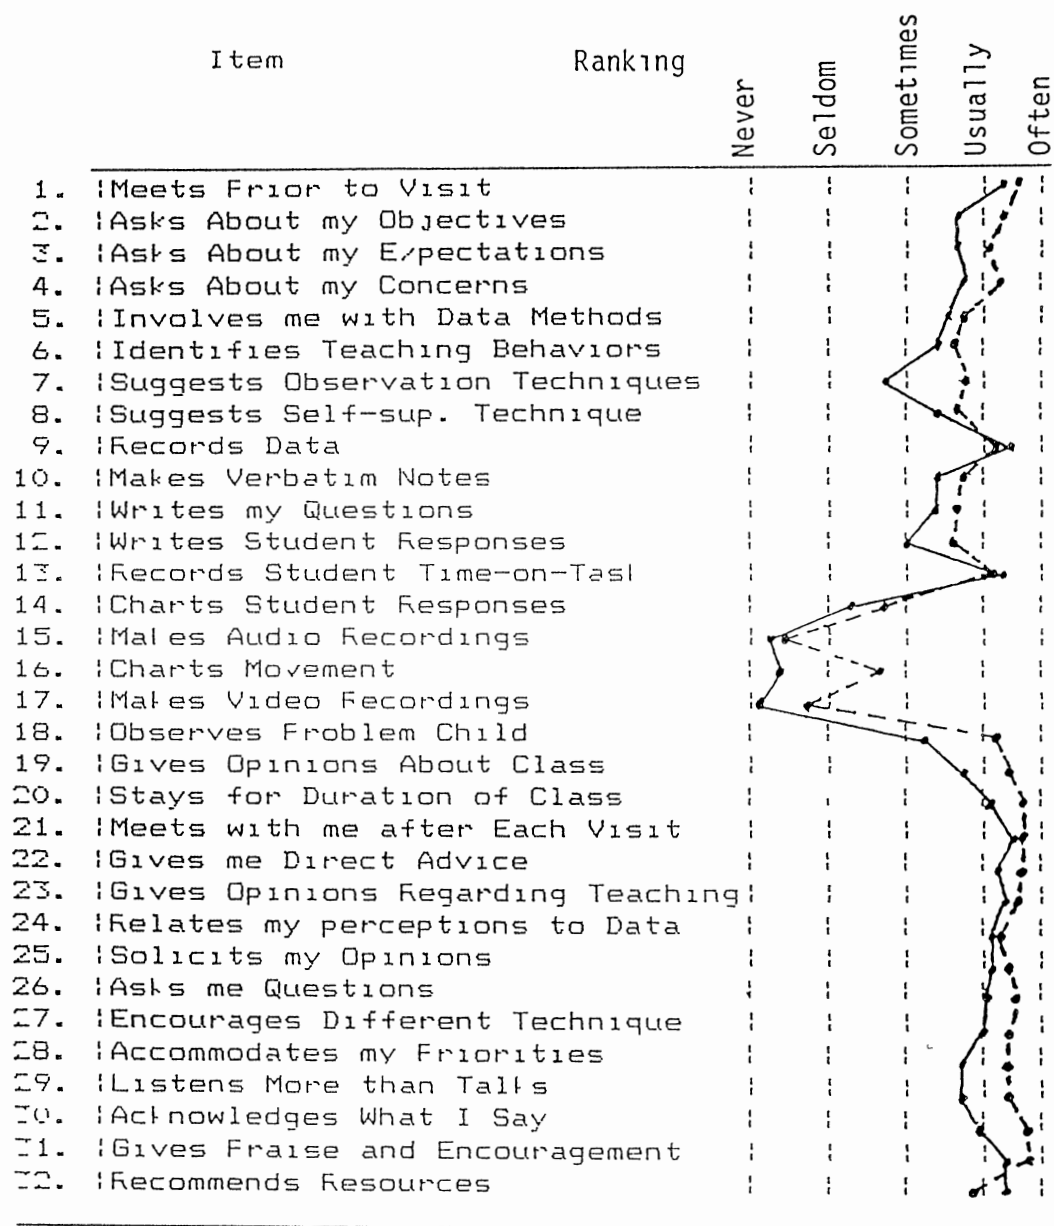 Item Ranking
Never
Seldom
Sometimes
Usually
Often
1. Meets Prior to Visit
2. Asks About my Objectives
3. Asks About my Expectations
4. Asks About my Concerns
5. Involves me with Data Methods
6. Identifies Teaching Behaviors
7. Suggests Observation Techniques
8. Suggests Self-sup. Technique
9. Records Data
10. Makes Verbatim Notes
11. Writes my Questions
12. Writes Student Responses
13. Records Student Time-on-Task
14. Charts Student Responses
15. Makes Audio Recordings
16. Charts Movement
17. Makes Video Recordings
18. Observes Problem Child
19. Gives Opinions About Class
20. Stays for Duration of Class
21. Meets with me after Each Visit
22. Gives me Direct Advice
23. Gives Opinions Regarding Teaching
24. Relates my perceptions to Data
25. Solicits my Opinions
26. Asks me Questions
27. Encourages Different Technique
28. Accommodates my Priorities
29. Listens More than Talks
30. Acknowledges What I Say
31. Gives Praise and Encouragement
32. Recommends Resources